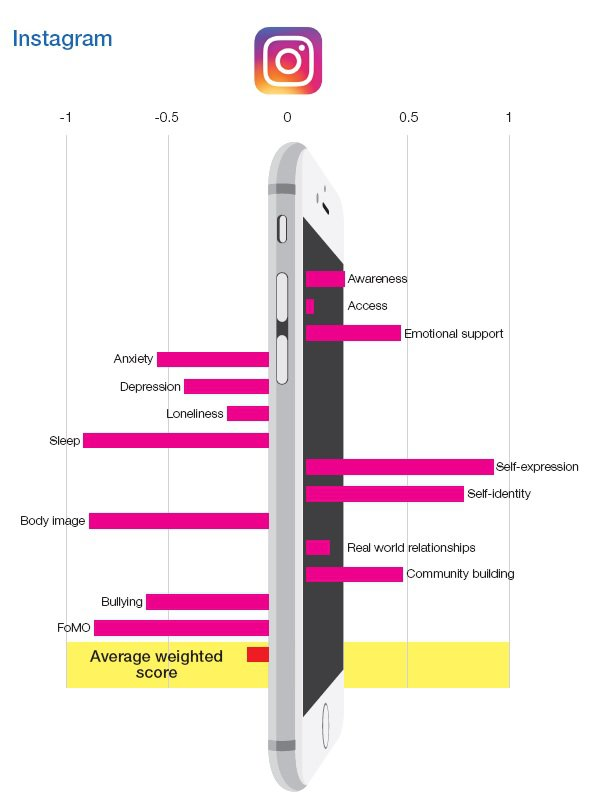 Instagram
-1 -0.5 0 0.5 1
Awareness
Access
Emotional support
Anxiety
Depression
Loneliness
Sleep
Self-expression
Self-identity
Body image
Real world relationships
Community building
Bullying
FoMO
Average weighted
score